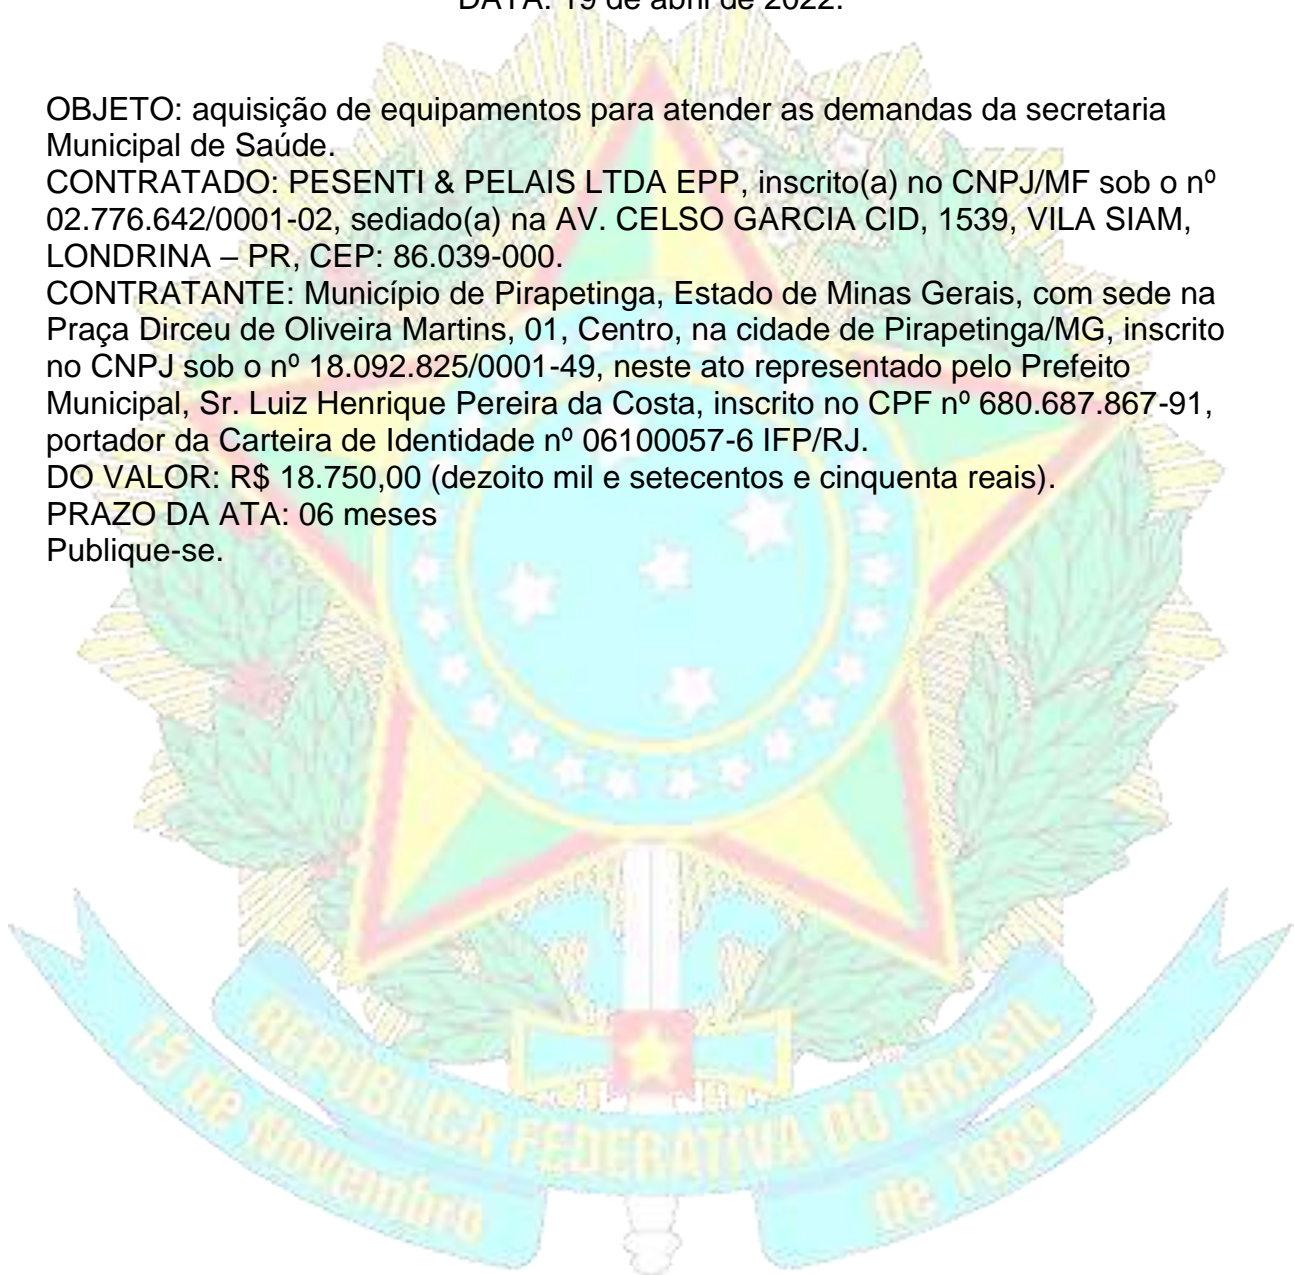 DATA: 19 de abril de 2022.
OBJETO: aquisição de equipamentos para atender as demandas da secretaria
Municipal de Saúde.
CONTRATADO: PESENTI & PELAIS LTDA EPP, inscrito(a) no CNPJ/MF sob o nº
02.776.642/0001-02, sediado(a) na AV. CELSO GARCIA CID, 1539, VILA SIAM,
LONDRINA – PR, CEP: 86.039-000.
CONTRATANTE: Município de Pirapetinga, Estado de Minas Gerais, com sede na
Praça Dirceu de Oliveira Martins, 01, Centro, na cidade de Pirapetinga/MG, inscrito
no CNPJ sob o nº 18.092.825/0001-49, neste ato representado pelo Prefeito
Municipal, Sr. Luiz Henrique Pereira da Costa, inscrito no CPF nº 680.687.867-91,
portador da Carteira de Identidade nº 06100057-6 IFP/RJ.
DO VALOR: R$ 18.750,00 (dezoito mil e setecentos e cinquenta reais).
PRAZO DA ATA: 06 meses
Publique-se.
REPÚBLICA FEDERATIVA DO BRASIL
15 de Novembro de 1889